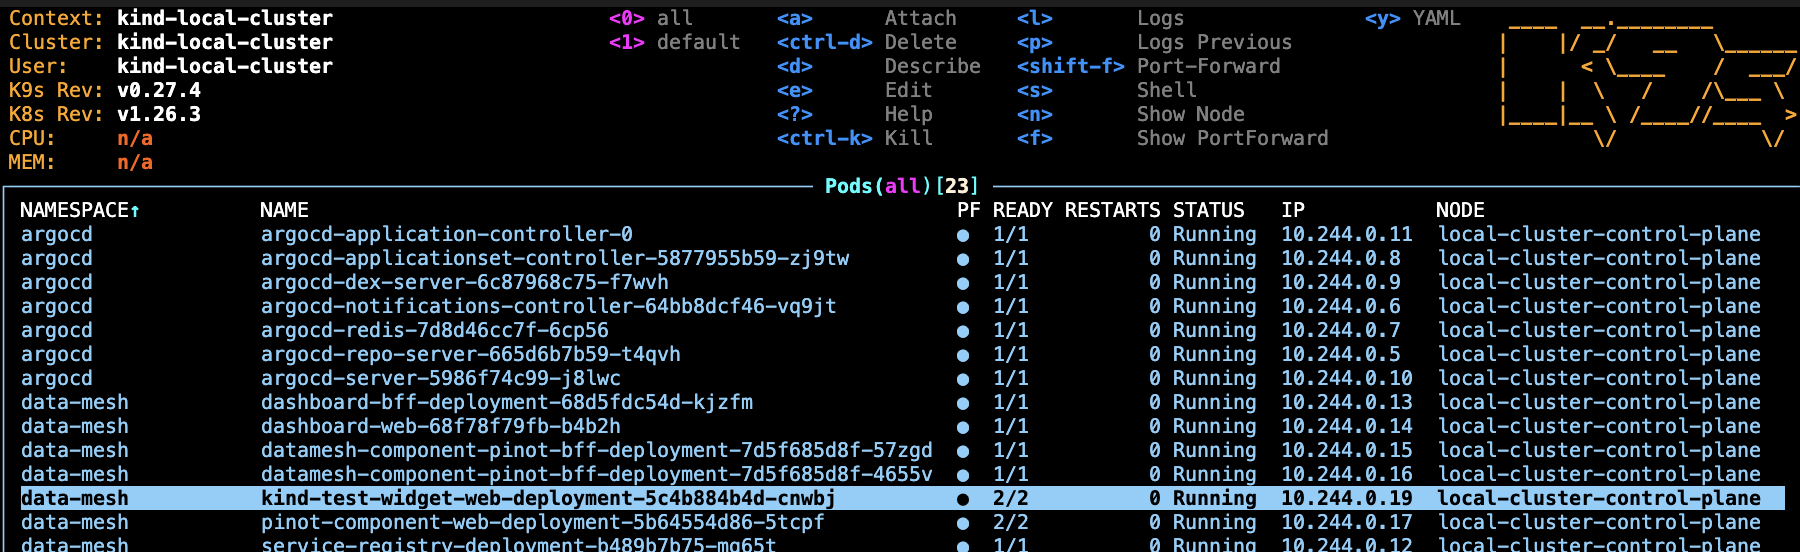 Context: kind-local-cluster <0> all <a> Attach <l> Logs <y> YAML
Cluster: kind-local-cluster <1> default <ctrl-d> Delete <p> Logs Previous
User: kind-local-cluster <d> Describe <shift-f> Port-Forward
K9s Rev: v0.27.4 <e> Edit <s> Shell
K8s Rev: v1.26.3 <?> Help <n> Show Node
CPU: n/a <ctrl-k> Kill <f> Show PortForward
MEM: n/a
Pods(all)[23]
NAMESPACE↑ NAME PF READY RESTARTS STATUS IP NODE
argocd argocd-application-controller-0 ● 1/1 0 Running 10.244.0.11 local-cluster-control-plane
argocd argocd-applicationset-controller-5877955b59-zj9tw ● 1/1 0 Running 10.244.0.8 local-cluster-control-plane
argocd argocd-dex-server-6c87968c75-f7wvh ● 1/1 0 Running 10.244.0.9 local-cluster-control-plane
argocd argocd-notifications-controller-64bb8dcf46-vq9jt ● 1/1 0 Running 10.244.0.6 local-cluster-control-plane
argocd argocd-redis-7d8d46cc7f-6cp56 ● 1/1 0 Running 10.244.0.7 local-cluster-control-plane
argocd argocd-repo-server-665d6b7b59-t4qvh ● 1/1 0 Running 10.244.0.5 local-cluster-control-plane
argocd argocd-server-5986f74c99-j8lwc ● 1/1 0 Running 10.244.0.10 local-cluster-control-plane
data-mesh dashboard-bff-deployment-68d5fdc54d-kjzfm ● 1/1 0 Running 10.244.0.13 local-cluster-control-plane
data-mesh dashboard-web-68f78f79fb-b4b2h ● 1/1 0 Running 10.244.0.14 local-cluster-control-plane
data-mesh datamesh-component-pinot-bff-deployment-7d5f685d8f-57zgd ● 1/1 0 Running 10.244.0.15 local-cluster-control-plane
data-mesh datamesh-component-pinot-bff-deployment-7d5f685d8f-4655v ● 1/1 0 Running 10.244.0.16 local-cluster-control-plane
data-mesh kind-test-widget-web-deployment-5c4b884b4d-cnwbj ● 2/2 0 Running 10.244.0.19 local-cluster-control-plane
data-mesh pinot-component-web-deployment-5b64554d86-5tcpf ● 2/2 0 Running 10.244.0.17 local-cluster-control-plane
data-mesh service-registry-deployment-b489b7b75-mg65t ● 1/1 0 Running 10.244.0.12 local-cluster-control-plane